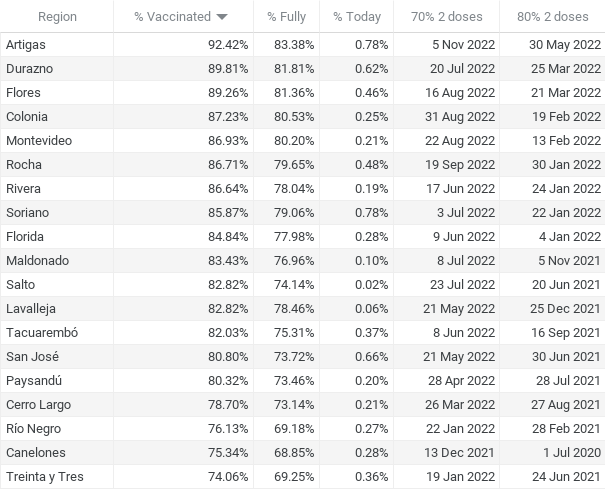 Region % Vaccinated % Fully % Today 70% 2 doses 80% 2 doses
Artigas 92.42% 83.38% 0.78% 5 Nov 2022 30 May 2022
Durazno 89.81% 81.81% 0.62% 20 Jul 2022 25 Mar 2022
Flores 89.26% 81.36% 0.46% 16 Aug 2022 21 Mar 2022
Colonia 87.23% 80.53% 0.25% 31 Aug 2022 19 Feb 2022
Montevideo 86.93% 80.20% 0.21% 22 Aug 2022 13 Feb 2022
Rocha 86.71% 79.65% 0.48% 19 Sep 2022 30 Jan 2022
Rivera 86.64% 78.04% 0.19% 17 Jun 2022 24 Jan 2022
Soriano 85.87% 79.06% 0.78% 3 Jul 2022 22 Jan 2022
Florida 84.84% 77.98% 0.28% 9 Jun 2022 4 Jan 2022
Maldonado 83.43% 76.96% 0.10% 8 Jul 2022 5 Nov 2021
Salto 82.82% 74.14% 0.02% 23 Jul 2022 20 Jun 2021
Lavalleja 82.82% 78.46% 0.06% 21 May 2022 25 Dec 2021
Tacuarembó 82.03% 75.31% 0.37% 8 Jun 2022 16 Sep 2021
San José 80.80% 73.72% 0.66% 21 May 2022 30 Jun 2021
Paysandú 80.32% 73.46% 0.20% 28 Apr 2022 28 Jul 2021
Cerro Largo 78.70% 73.14% 0.21% 26 Mar 2022 27 Aug 2021
Río Negro 76.13% 69.18% 0.27% 22 Jan 2022 28 Feb 2021
Canelones 75.34% 68.85% 0.28% 13 Dec 2021 1 Jul 2020
Treinta y Tres 74.06% 69.25% 0.36% 19 Jan 2022 24 Jun 2021